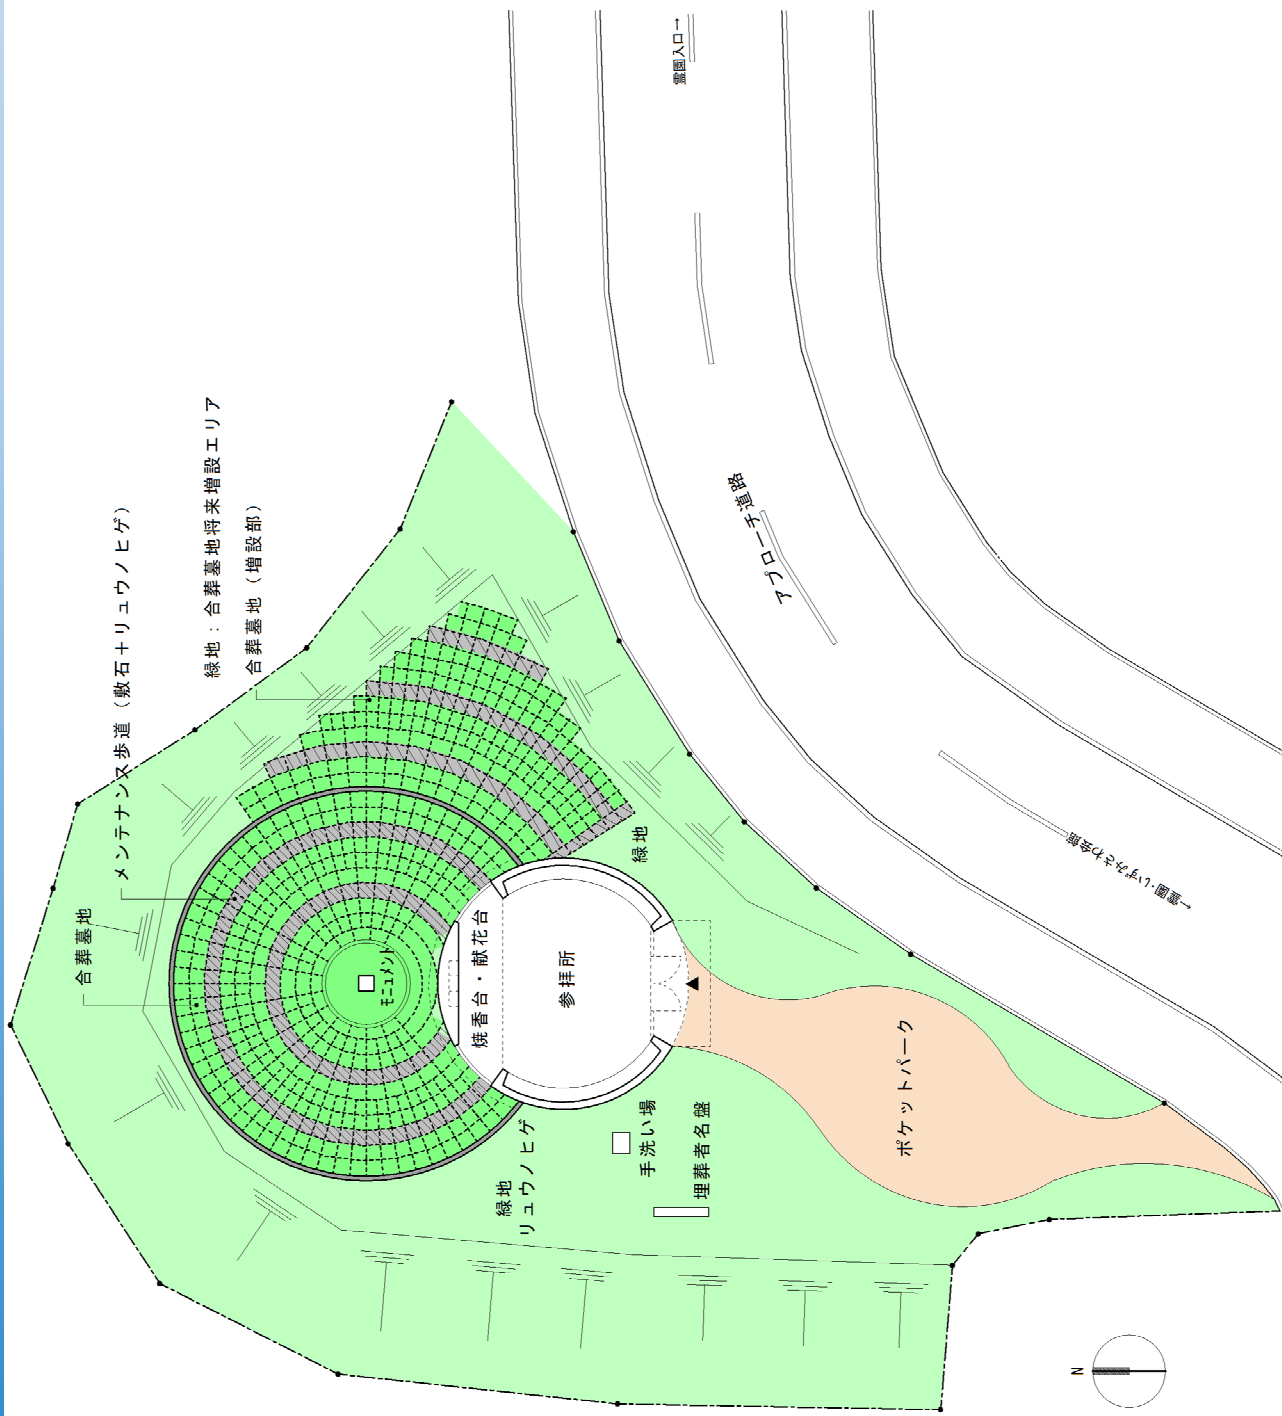 霊園入口→
緑地：合葬墓地将来増設エリア
合葬墓地（増設部）
メンテナンス歩道（敷石＋リュウノヒゲ）
合葬墓地
アプローチ道路
←霊園・いずみさわ会館
緑地
モニュメント
焼香台・献花台
参拝所
ポケットパーク
手洗い場
埋葬者名盤
緑地
リュウノヒゲ
N